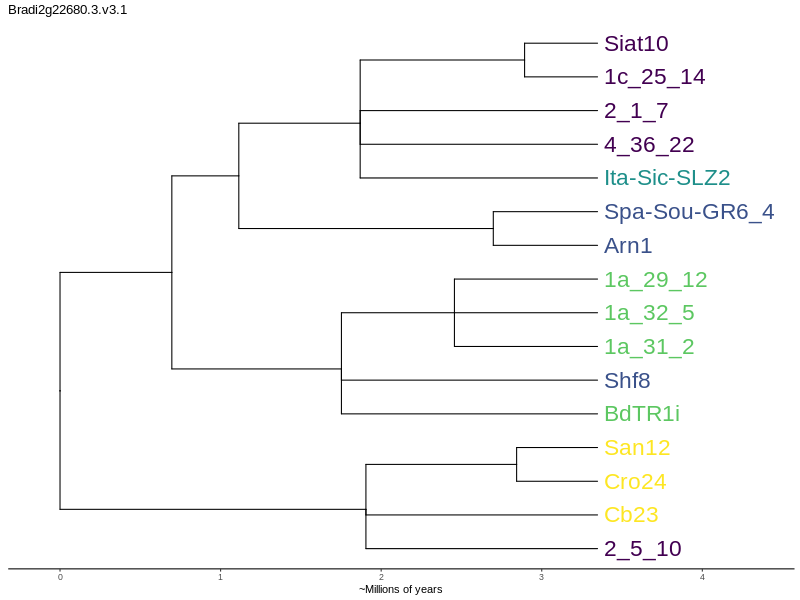 Bradi2g22680.3.v3.1
Siat10
1c_25_14
2_1_7
4_36_22
Ita-Sic-SLZ2
Spa-Sou-GR6_4
Arn1
1a_29_12
1a_32_5
1a_31_2
Shf8
BdTR1i
San12
Cro24
Cb23
2_5_10
0 1 2 3 4
~Millions of years